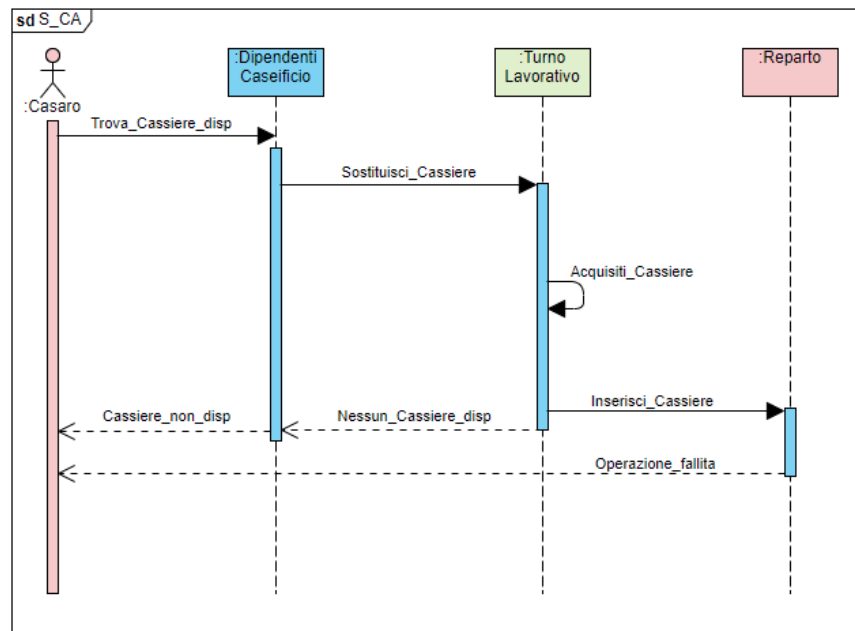 sd S_CA
:Dipendenti
Caseificio
:Turno
Lavorativo
:Reparto
:Casaro
Trova_Cassiere_disp
Sostituisci_Cassiere
Acquisiti_Cassiere
Inserisci_Cassiere
Cassiere_non_disp
Nessun_Cassiere_disp
Operazione_fallita